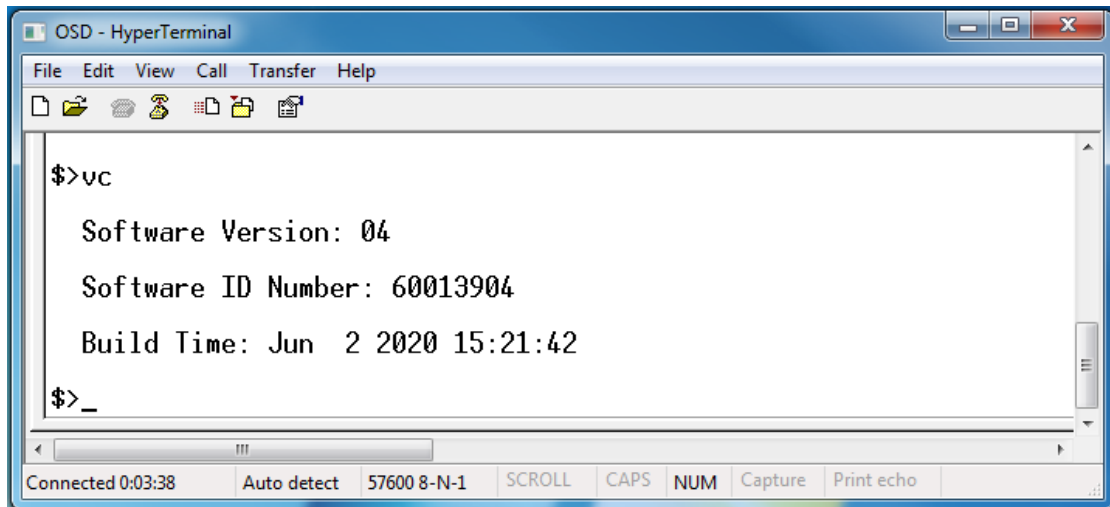 OSD - HyperTerminal
File Edit View Call Transfer Help
$>vc
Software Version: 04
Software ID Number: 60013904
Build Time: Jun  2 2020 15:21:42
$>_
Connected 0:03:38 Auto detect 57600 8-N-1 SCROLL CAPS NUM Capture Print echo